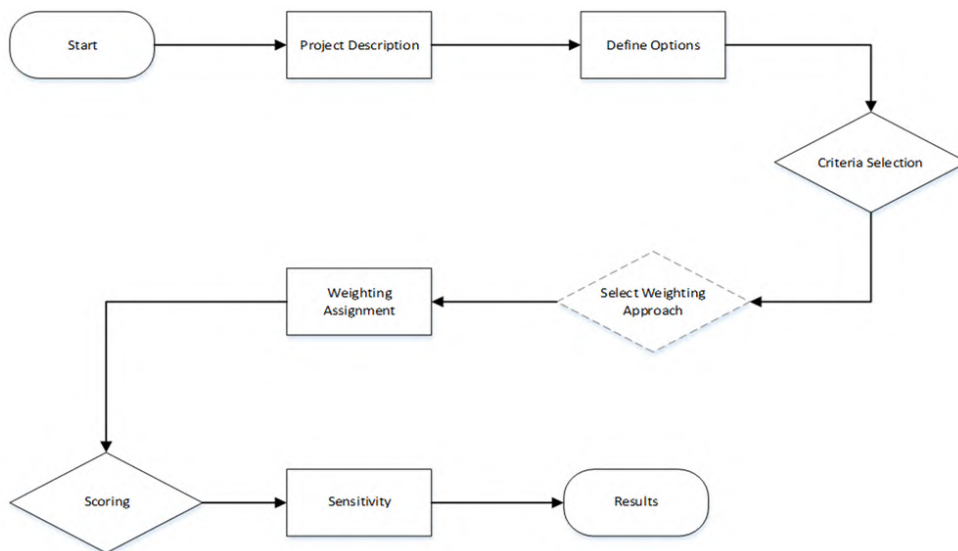 Start
Project Description
Define Options
Criteria Selection
Select Weighting
Approach
Weighting
Assignment
Scoring
Sensitivity
Results